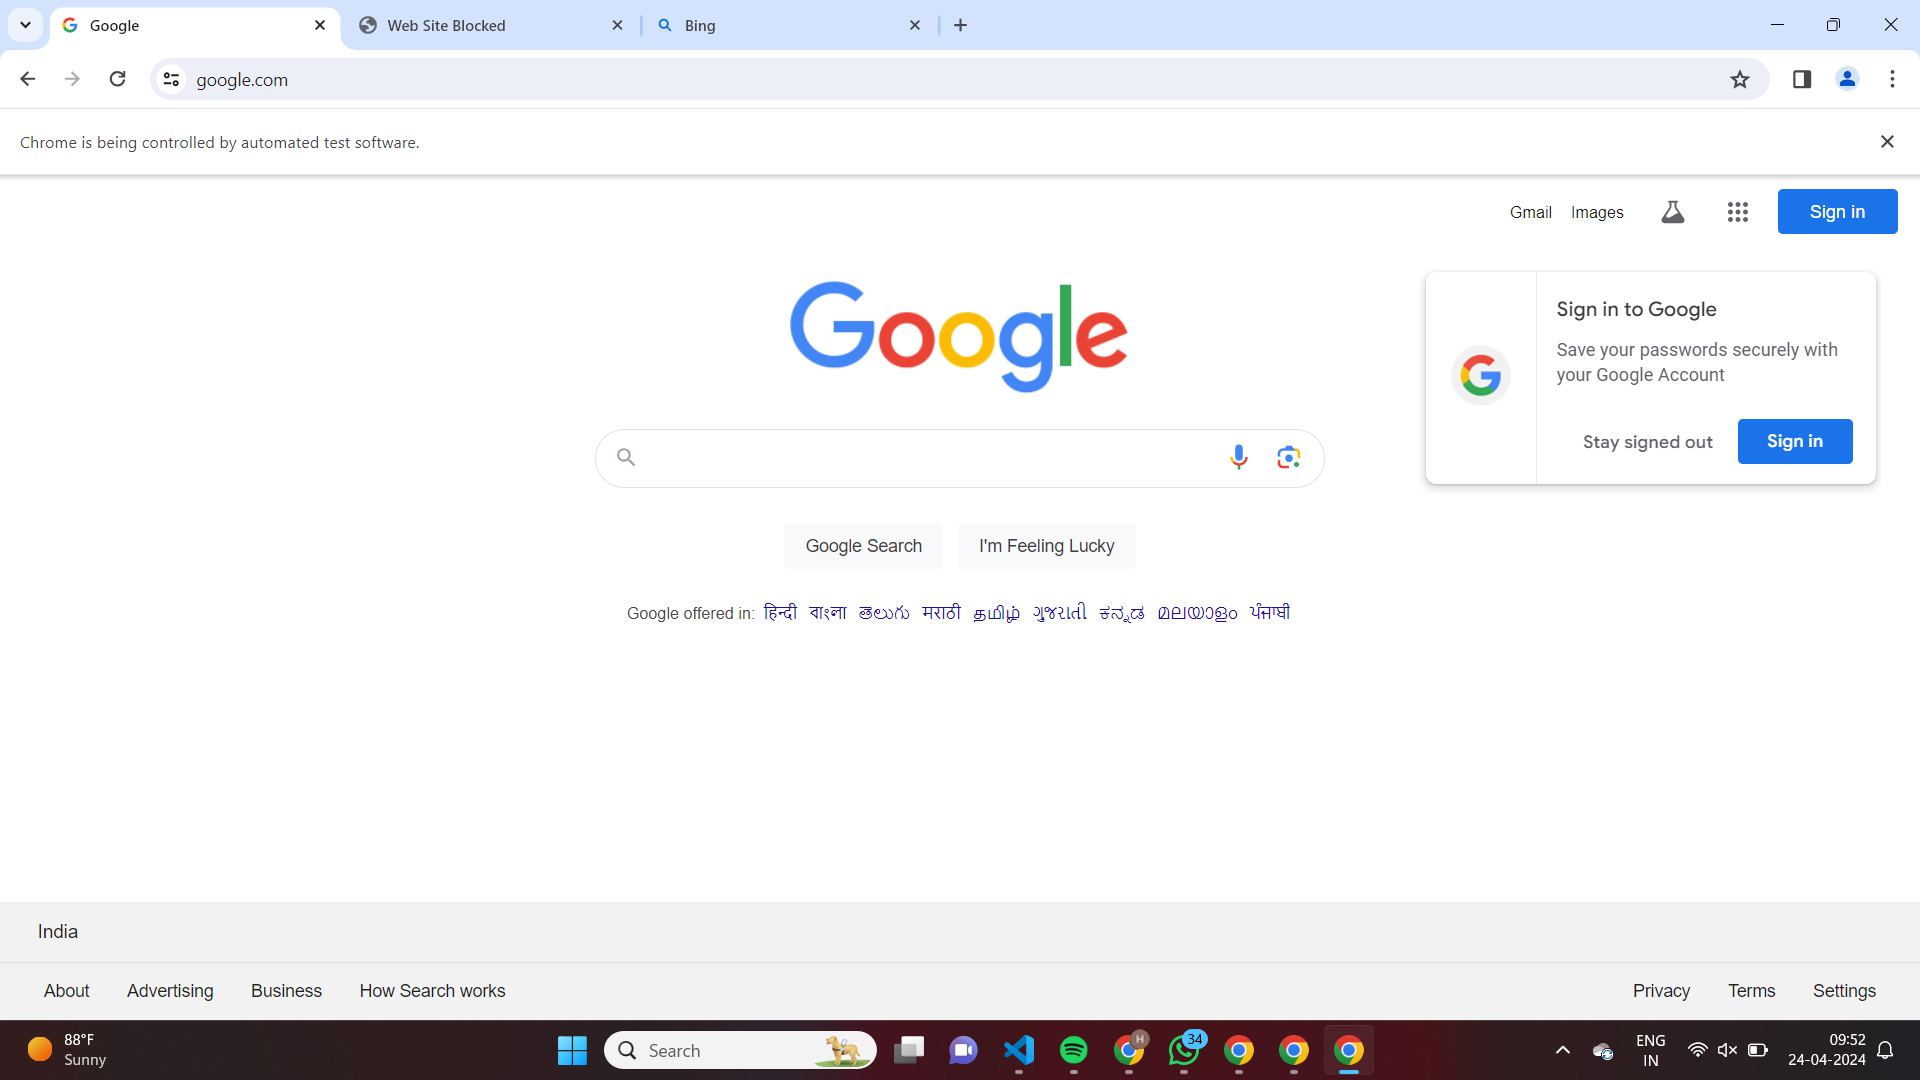 Google
Web Site Blocked
Bing
google.com
Chrome is being controlled by automated test software.
Gmail Images Sign in
Google
Sign in to Google
Save your passwords securely with
your Google Account
Stay signed out Sign in
Google Search I'm Feeling Lucky
Google offered in: हिन्दी বাংলা తెలుగు मराठी தமிழ் ગુજરાતી ಕನ್ನಡ മലയാളം ਪੰਜਾਬੀ
India
About Advertising Business How Search works Privacy Terms Settings
88°F
Sunny
Search
H
34
ENG
IN
09:52
24-04-2024